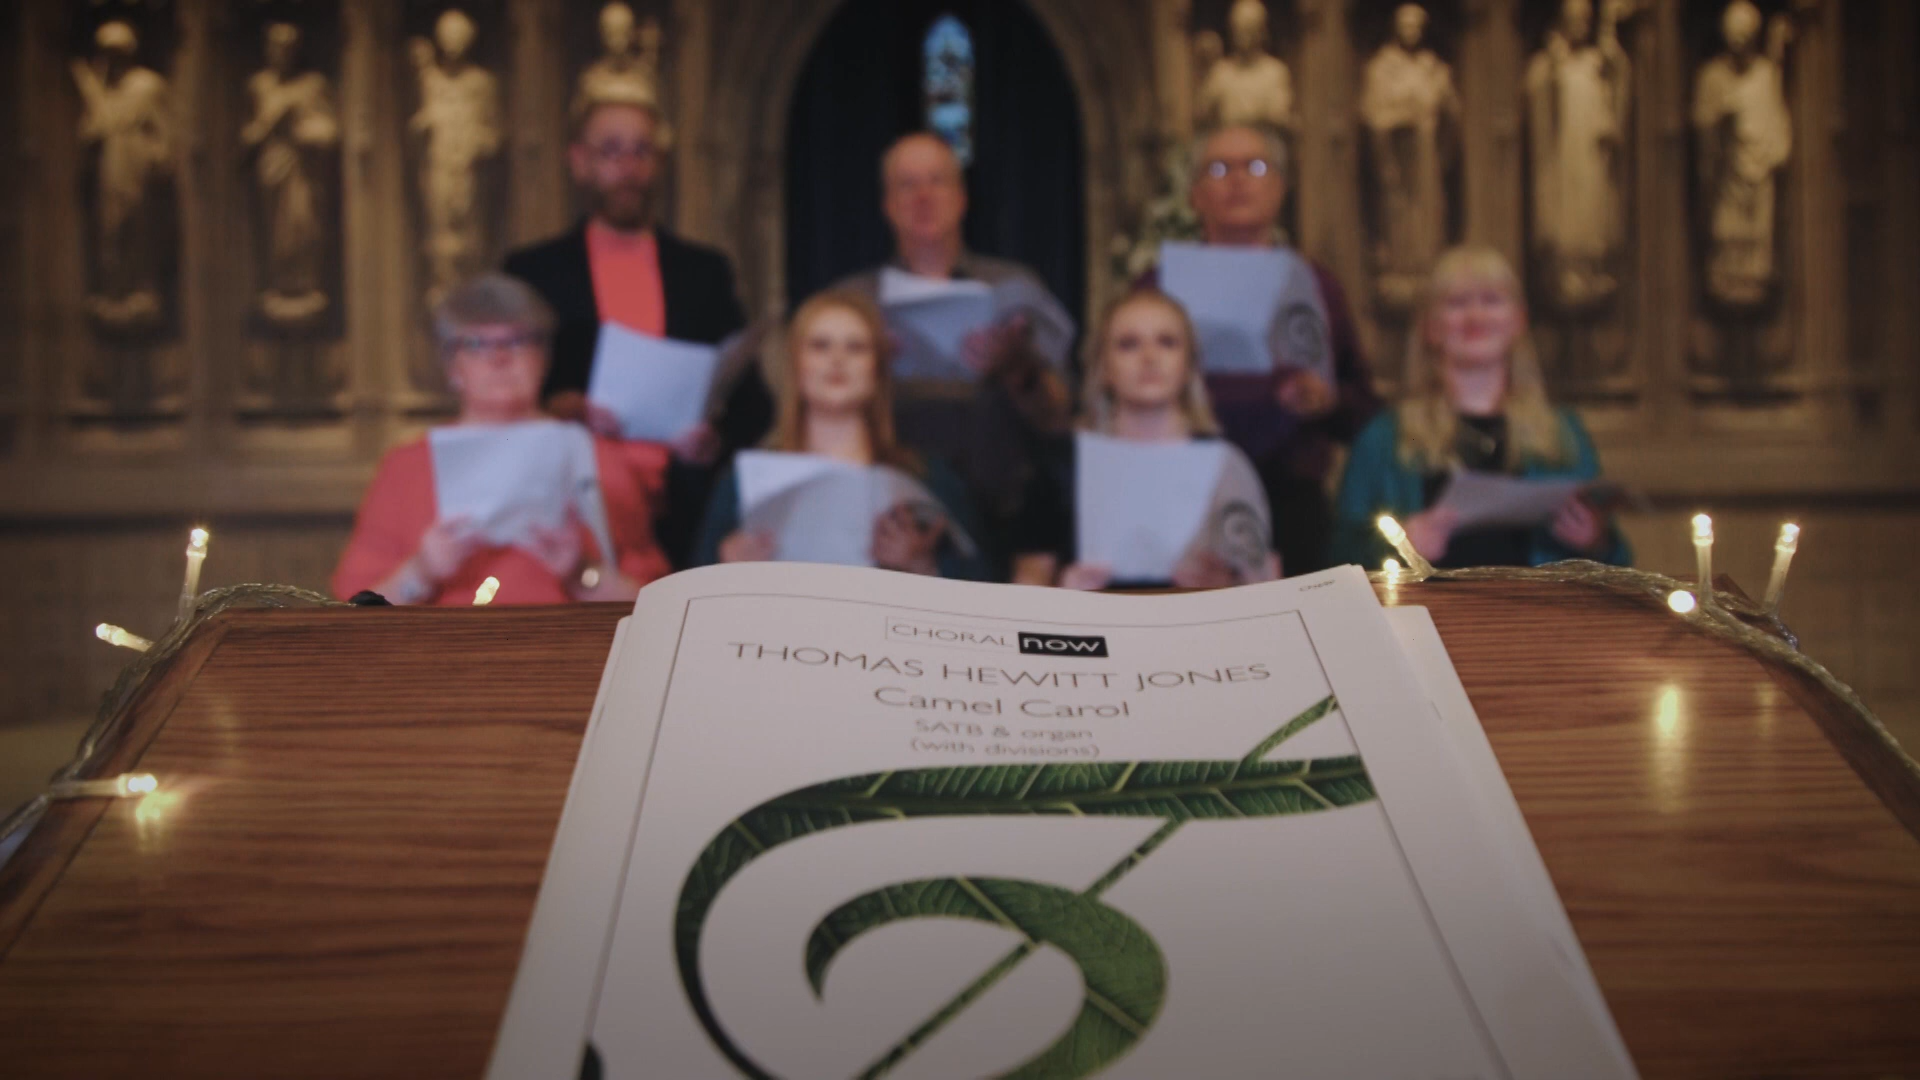 CHORAL now
THOMAS HEWITT JONES
Camel Carol
SATB & organ
(with divisions)